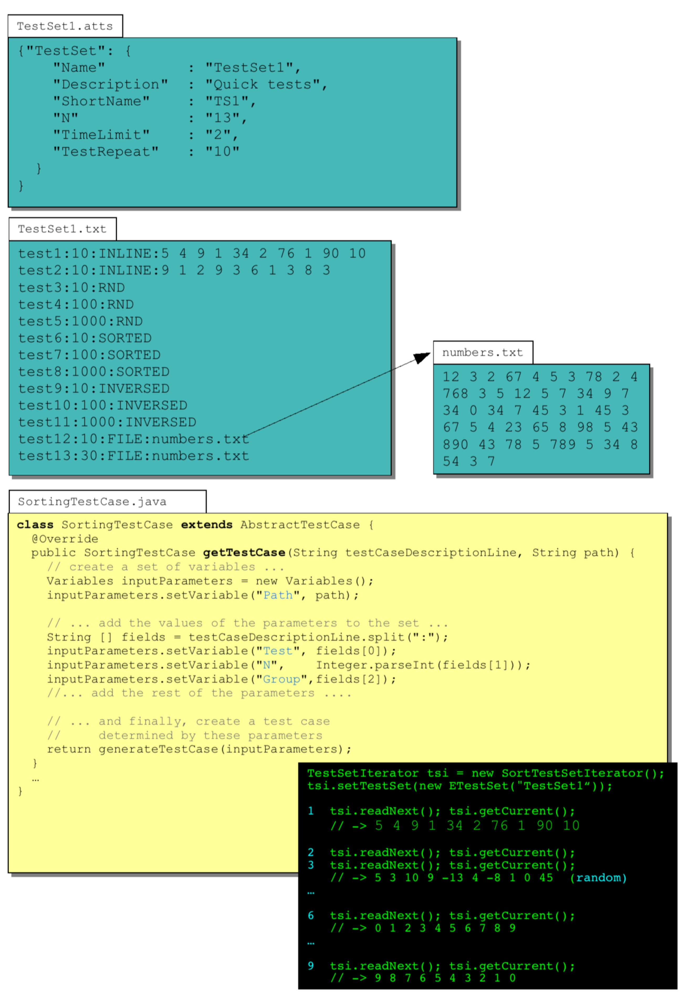 TestSet1.atts
{"TestSet": {
"Name" : "TestSet1",
"Description" : "Quick tests",
"ShortName" : "TS1",
"N" : "13",
"TimeLimit" : "2",
"TestRepeat" : "10"
}
}
TestSet1.txt
test1:10:INLINE:5 4 9 1 34 2 76 1 90 10
test2:10:INLINE:9 1 2 9 3 6 1 3 8 3
test3:10:RND
test4:100:RND
test5:1000:RND
test6:10:SORTED
test7:100:SORTED
test8:1000:SORTED
test9:10:INVERSED
test10:100:INVERSED
test11:1000:INVERSED
test12:10:FILE:numbers.txt
test13:30:FILE:numbers.txt
numbers.txt
12 3 2 67 4 5 3 78 2 4
768 3 5 12 5 7 34 9 7
34 0 34 7 45 3 1 45 3
67 5 4 23 65 8 98 5 43
890 43 78 5 789 5 34 8
54 3 7
SortingTestCase.java
class SortingTestCase extends AbstractTestCase {
@Override
public SortingTestCase getTestCase(String testCaseDescriptionLine, String path) {
// create a set of variables ...
Variables inputParameters = new Variables();
inputParameters.setVariable("Path", path);
// ... add the values of the parameters to the set ...
String [] fields = testCaseDescriptionLine.split(":");
inputParameters.setVariable("Test", fields[0]);
inputParameters.setVariable("N", Integer.parseInt(fields[1]));
inputParameters.setVariable("Group",fields[2]);
//... add the rest of the parameters ....
// ... and finally, create a test case
// determined by these parameters
return generateTestCase(inputParameters);
}
…
}
TestSetIterator tsi = new SortTestSetIterator();
tsi.setTestSet(new ETestSet("TestSet1“));
1 tsi.readNext(); tsi.getCurrent();
// -> 5 4 9 1 34 2 76 1 90 10
2 tsi.readNext(); tsi.getCurrent();
3 tsi.readNext(); tsi.getCurrent();
// -> 5 3 10 9 -13 4 -8 1 0 45 (random)
…
6 tsi.readNext(); tsi.getCurrent();
// -> 0 1 2 3 4 5 6 7 8 9
…
9 tsi.readNext(); tsi.getCurrent();
// -> 9 8 7 6 5 4 3 2 1 0